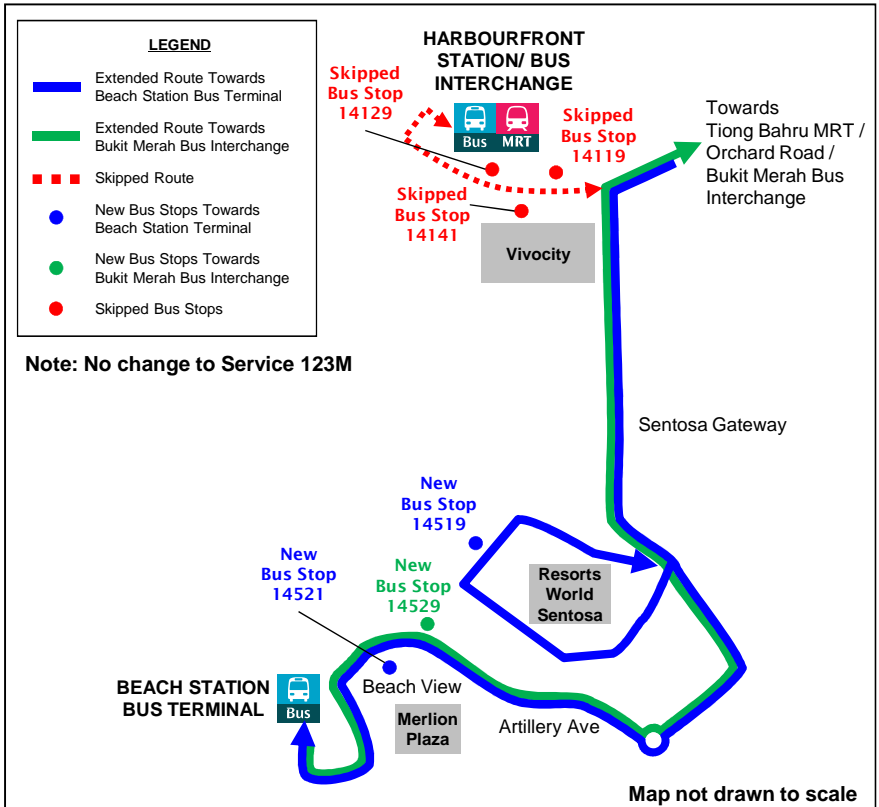 LEGEND
Extended Route Towards
Beach Station Bus Terminal
Extended Route Towards
Bukit Merah Bus Interchange
Skipped Route
New Bus Stops Towards
Beach Station Terminal
New Bus Stops Towards
Bukit Merah Bus Interchange
Skipped Bus Stops
Note: No change to Service 123M
HARBOURFRONT
STATION/ BUS
INTERCHANGE
Skipped
Bus Stop
14129
Bus
MRT
Skipped
Bus Stop
14119
Towards
Tiong Bahru MRT /
Orchard Road /
Bukit Merah Bus
Interchange
Skipped
Bus Stop
14141
Vivocity
Sentosa Gateway
New
Bus Stop
14519
New
Bus Stop
14521
New
Bus Stop
14529
Resorts
World
Sentosa
BEACH STATION
BUS TERMINAL
Bus
Beach View
Merlion
Plaza
Artillery Ave
Map not drawn to scale